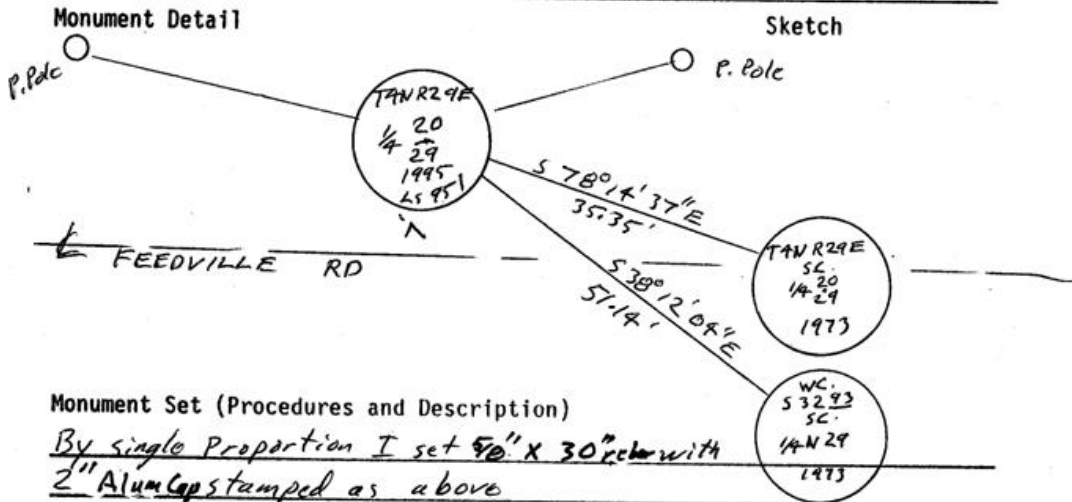 Monument Detail
Sketch
P. Pole
P. Pole
T4N R29E
1/4 20
29
1995
LS 951
S 78° 14' 37" E
35.35'
FEEDVILLE RD
S 38° 12' 04" E
51.14'
T4N R29E
SC.
1/4 20
29
1973
WC.
S 32 93
SC.
1/4 N 29
1973
Monument Set (Procedures and Description)
By single Proportion I set 5/8" X 30" rebar with
2" Alum Cap stamped as above